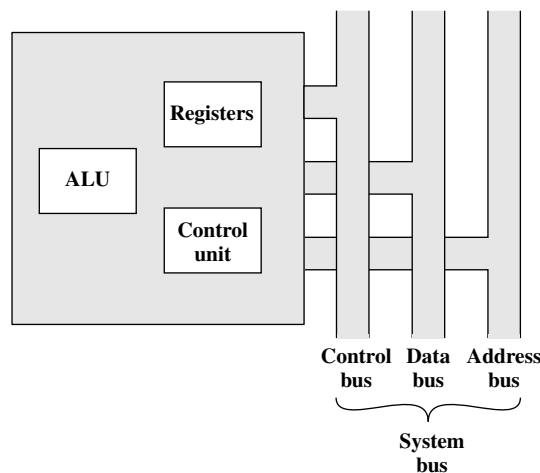 Registers
ALU
Control
unit
Control
bus
Data
bus
Address
bus
System
bus